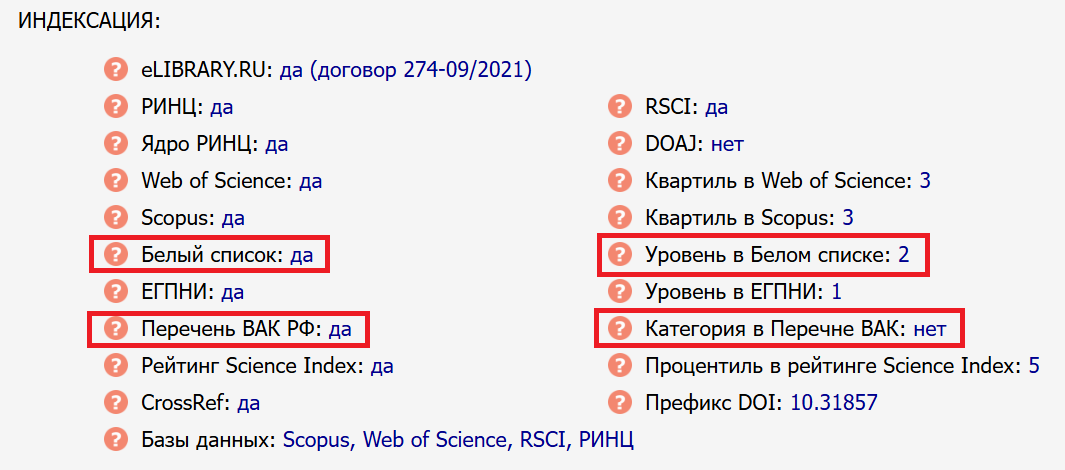 ИНДЕКСАЦИЯ:
? eLIBRARY.RU: да (договор 274-09/2021)
? РИНЦ: да ? RSCI: да
? Ядро РИНЦ: да ? DOAJ: нет
? Web of Science: да ? Квартиль в Web of Science: 3
? Scopus: да ? Квартиль в Scopus: 3
? Белый список: да ? Уровень в Белом списке: 2
? ЕГПНИ: да ? Уровень в ЕГПНИ: 1
? Перечень ВАК РФ: да ? Категория в Перечне ВАК: нет
? Рейтинг Science Index: да ? Процентиль в рейтинге Science Index: 5
? CrossRef: да ? Префикс DOI: 10.31857
? Базы данных: Scopus, Web of Science, RSCI, РИНЦ